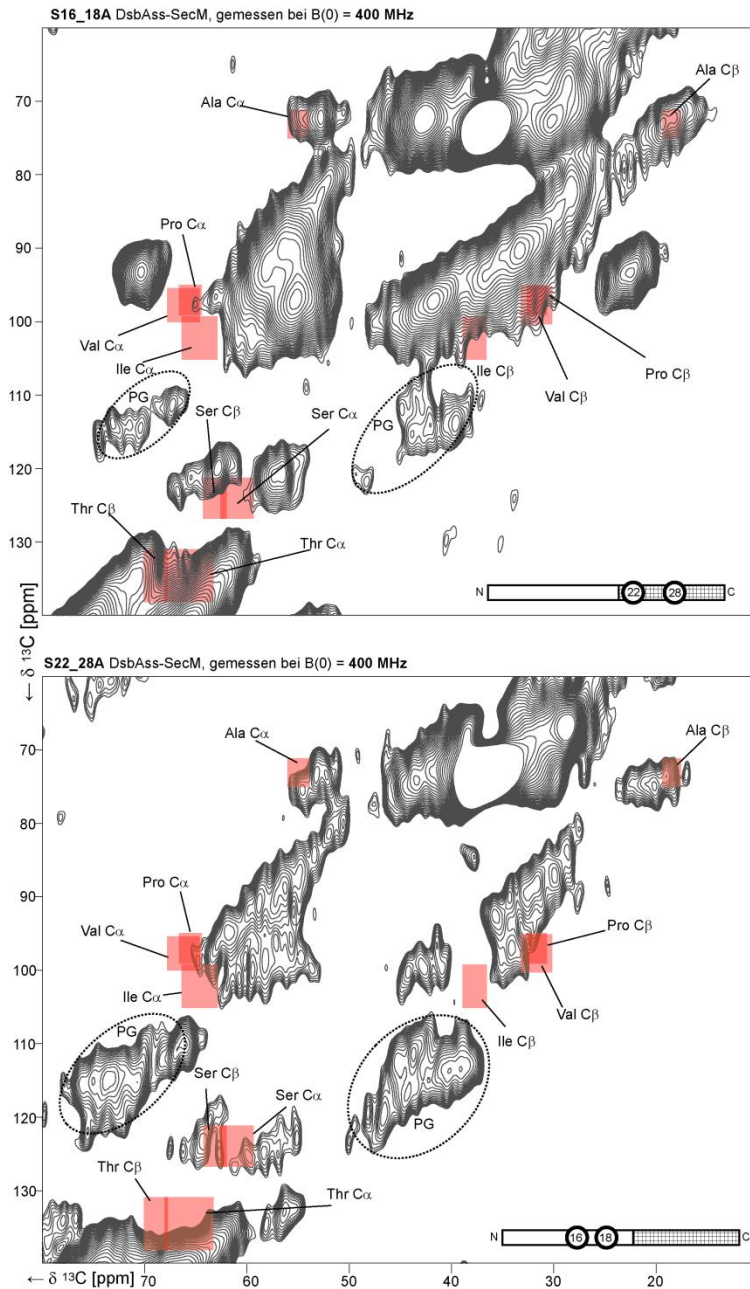 S16_18A DsbAss-SecM, gemessen bei B(0) = 400 MHz
Ala Cβ
70
Ala Cα
80
Pro Cα
90
100
Val Cα
Ile Cα
Ile Cβ
Pro Cβ
Val Cβ
110
PG
Ser Cβ
Ser Cα
PG
120
Thr Cβ
130
Thr Cα
N 22 28 C
← δ ¹³C [ppm]
S22_28A DsbAss-SecM, gemessen bei B(0) = 400 MHz
Ala Cα
Ala Cβ
70
80
Pro Cα
90
Val Cα
Pro Cβ
100
Ile Cα
Val Cβ
Ile Cβ
110
PG
Ser Cβ
Ser Cα
PG
120
Thr Cβ
130
Thr Cα
N 16 18 C
← δ ¹³C [ppm] 70 60 50 40 30 20